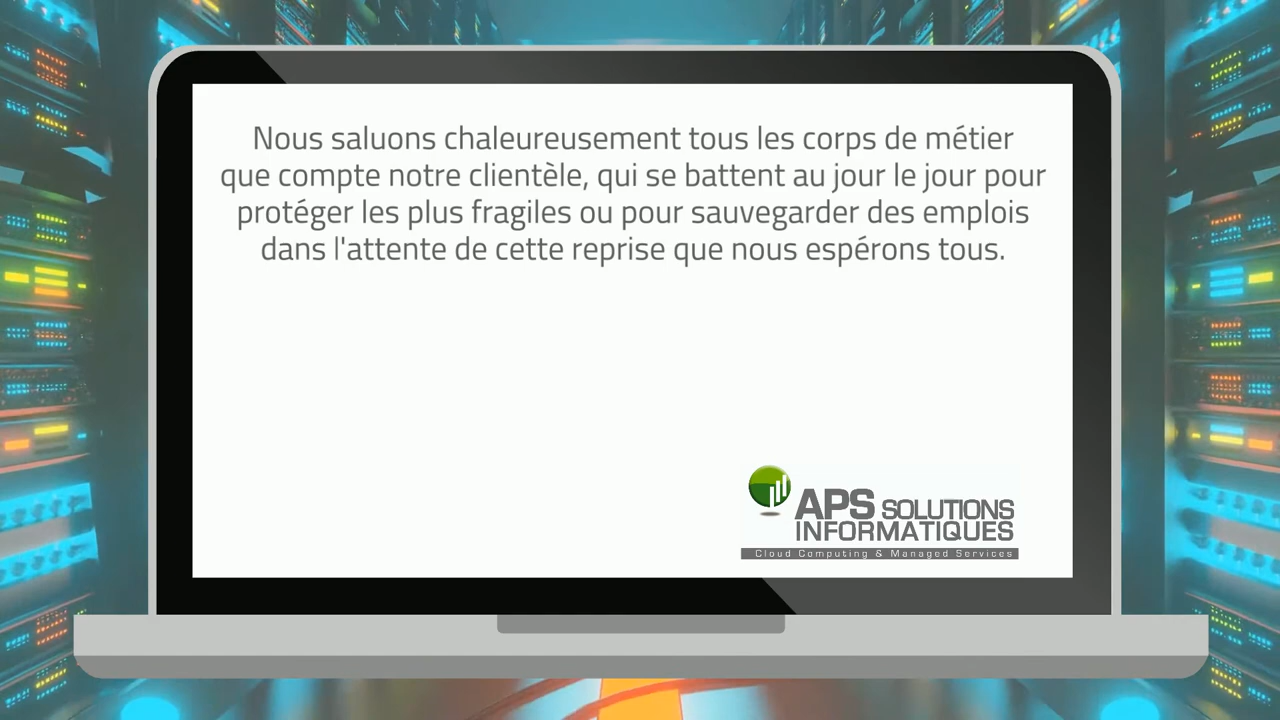 Nous saluons chaleureusement tous les corps de métier
que compte notre clientèle, qui se battent au jour le jour pour
protéger les plus fragiles ou pour sauvegarder des emplois
dans l'attente de cette reprise que nous espérons tous.
APS SOLUTIONS
INFORMATIQUES
Cloud Computing & Managed Services